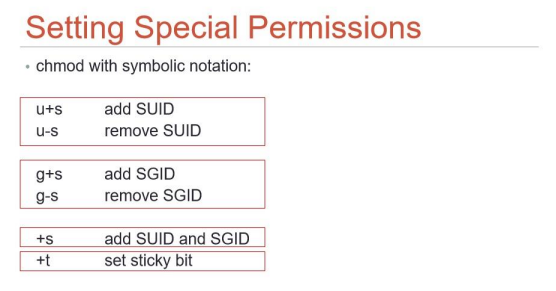 Setting Special Permissions
• chmod with symbolic notation:
u+s add SUID
u-s remove SUID
g+s add SGID
g-s remove SGID
+s add SUID and SGID
+t set sticky bit